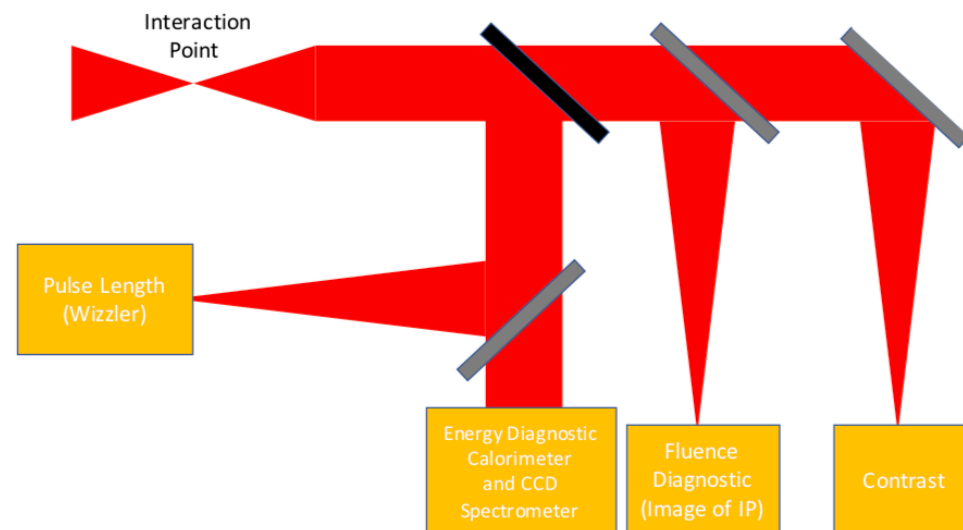 Interaction
Point
Pulse Length
(Wizzler)
Energy Diagnostic
Calorimeter
and CCD
Spectrometer
Fluence
Diagnostic
(Image of IP)
Contrast